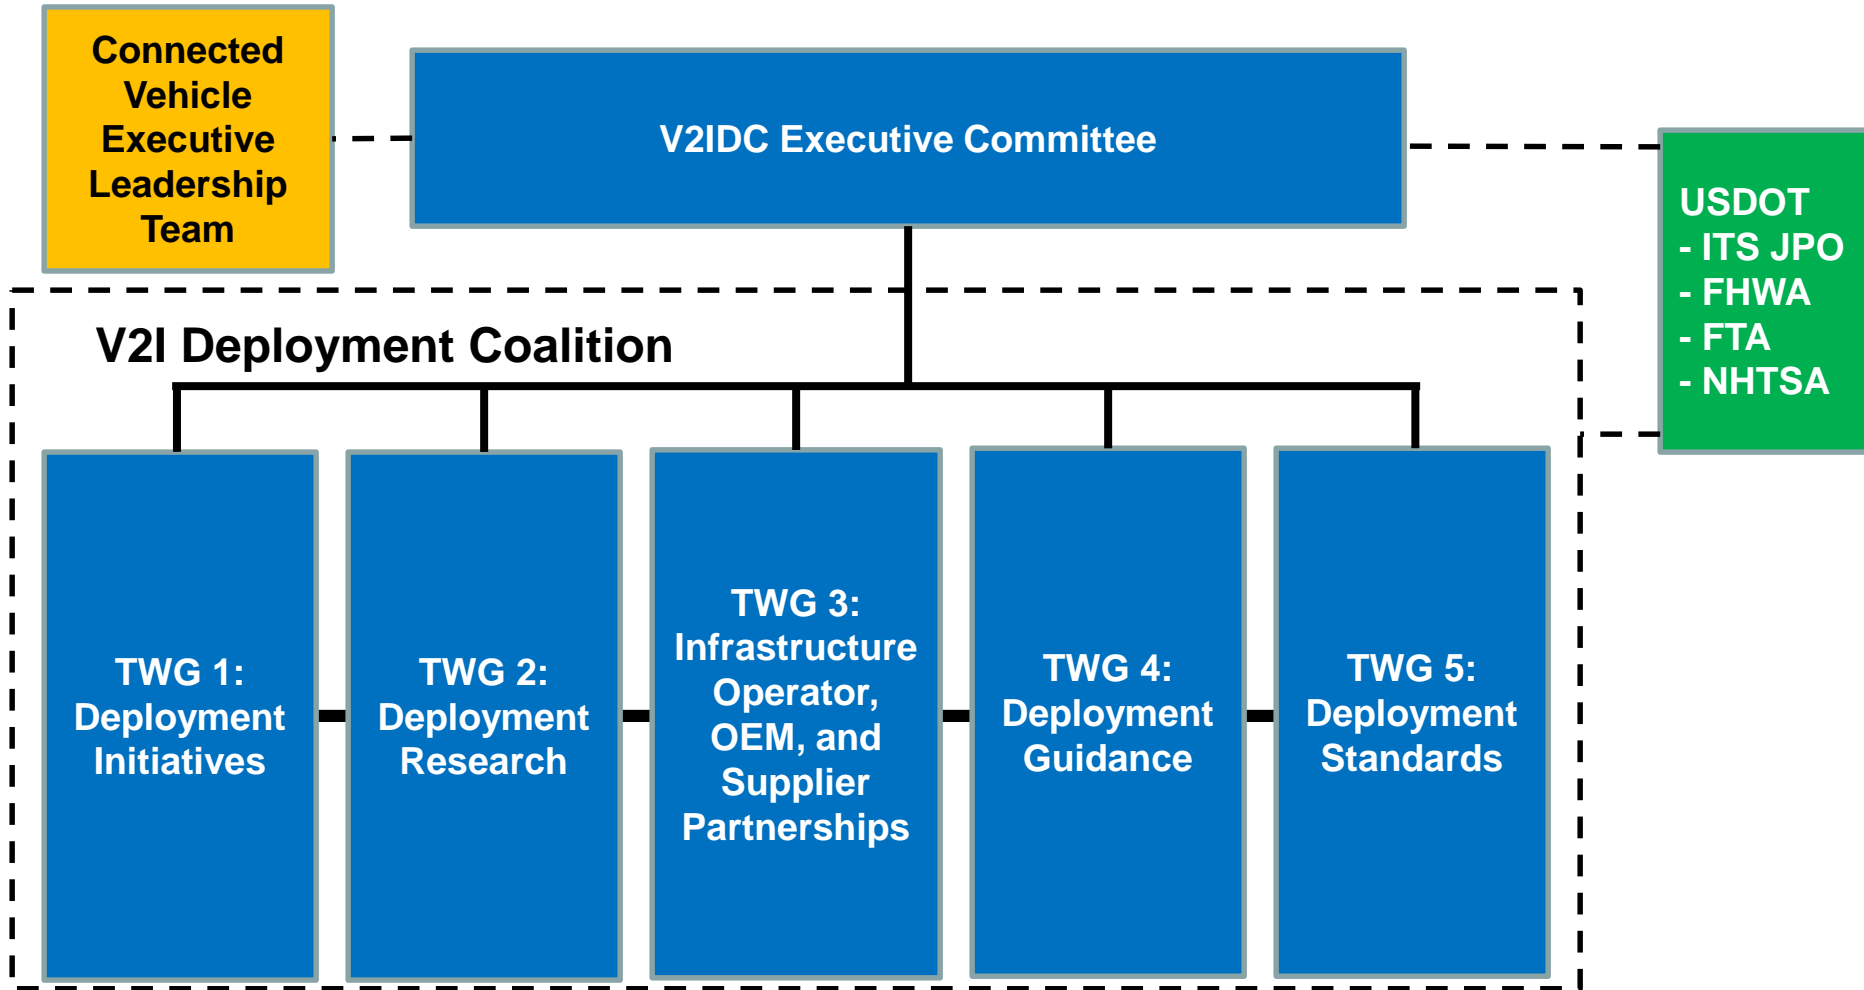 Connected
Vehicle
Executive
Leadership
Team
V2IDC Executive Committee
USDOT
- ITS JPO
- FHWA
- FTA
- NHTSA
V2I Deployment Coalition
TWG 1:
Deployment
Initiatives
TWG 2:
Deployment
Research
TWG 3:
Infrastructure
Operator,
OEM, and
Supplier
Partnerships
TWG 4:
Deployment
Guidance
TWG 5:
Deployment
Standards